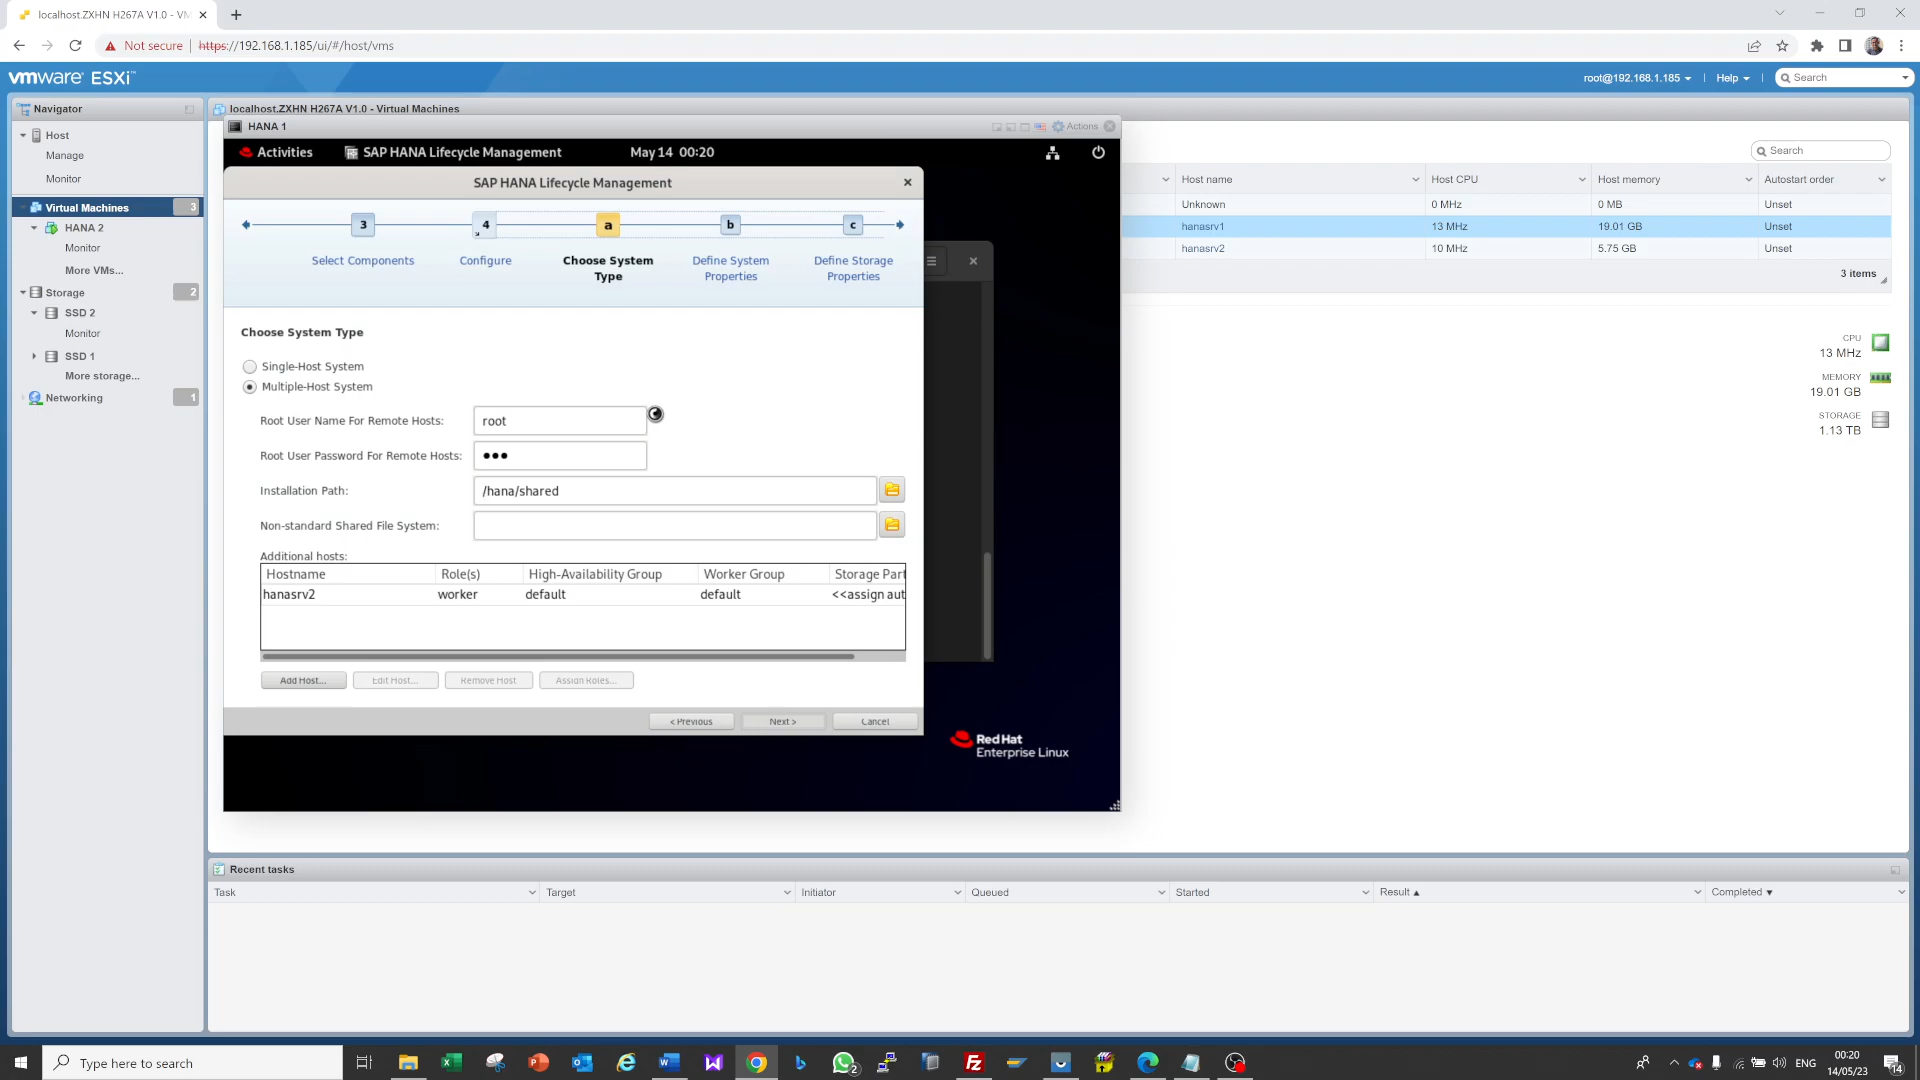 localhost.ZXHN H267A V1.0 - VM
Not secure
https://192.168.1.185/ui/#/host/vms
vmware ESXi™
root@192.168.1.185
Help
Search
Navigator
localhost.ZXHN H267A V1.0 - Virtual Machines
Host
Manage
Monitor
Virtual Machines
3
HANA 2
Monitor
More VMs...
Storage
2
SSD 2
Monitor
SSD 1
More storage...
Networking
1
HANA 1
Actions
Activities
SAP HANA Lifecycle Management
May 14 00:20
SAP HANA Lifecycle Management
3
4
a
b
c
Select Components
Configure
Choose System Type
Define System Properties
Define Storage Properties
Choose System Type
Single-Host System
Multiple-Host System
Root User Name For Remote Hosts:
root
Root User Password For Remote Hosts:
●●●
Installation Path:
/hana/shared
Non-standard Shared File System:
Additional hosts:
Hostname Role(s) High-Availability Group Worker Group Storage Part
hanasrv2 worker default default <<assign aut
Add Host...
Edit Host...
Remove Host
Assign Roles...
< Previous
Next >
Cancel
Red Hat
Enterprise Linux
Search
Host name Host CPU Host memory Autostart order
Unknown 0 MHz 0 MB Unset
hanasrv1 13 MHz 19.01 GB Unset
hanasrv2 10 MHz 5.75 GB Unset
3 items
CPU
13 MHz
MEMORY
19.01 GB
STORAGE
1.13 TB
Recent tasks
Task Target Initiator Queued Started Result Completed
Type here to search
2
ENG
00:20
14/05/23
14